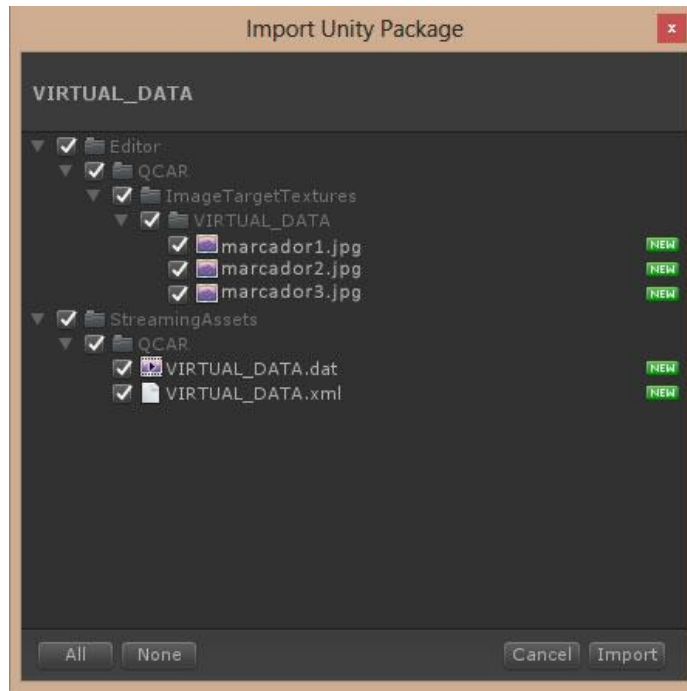 Import Unity Package
x
VIRTUAL_DATA
Editor
QCAR
ImageTargetTextures
VIRTUAL_DATA
marcador1.jpg NEW
marcador2.jpg NEW
marcador3.jpg NEW
StreamingAssets
QCAR
VIRTUAL_DATA.dat NEW
VIRTUAL_DATA.xml NEW
All None Cancel Import